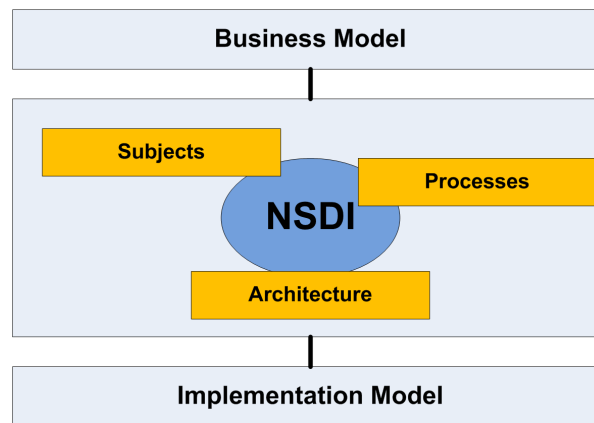 Business Model
Subjects
Processes
NSDI
Architecture
Implementation Model